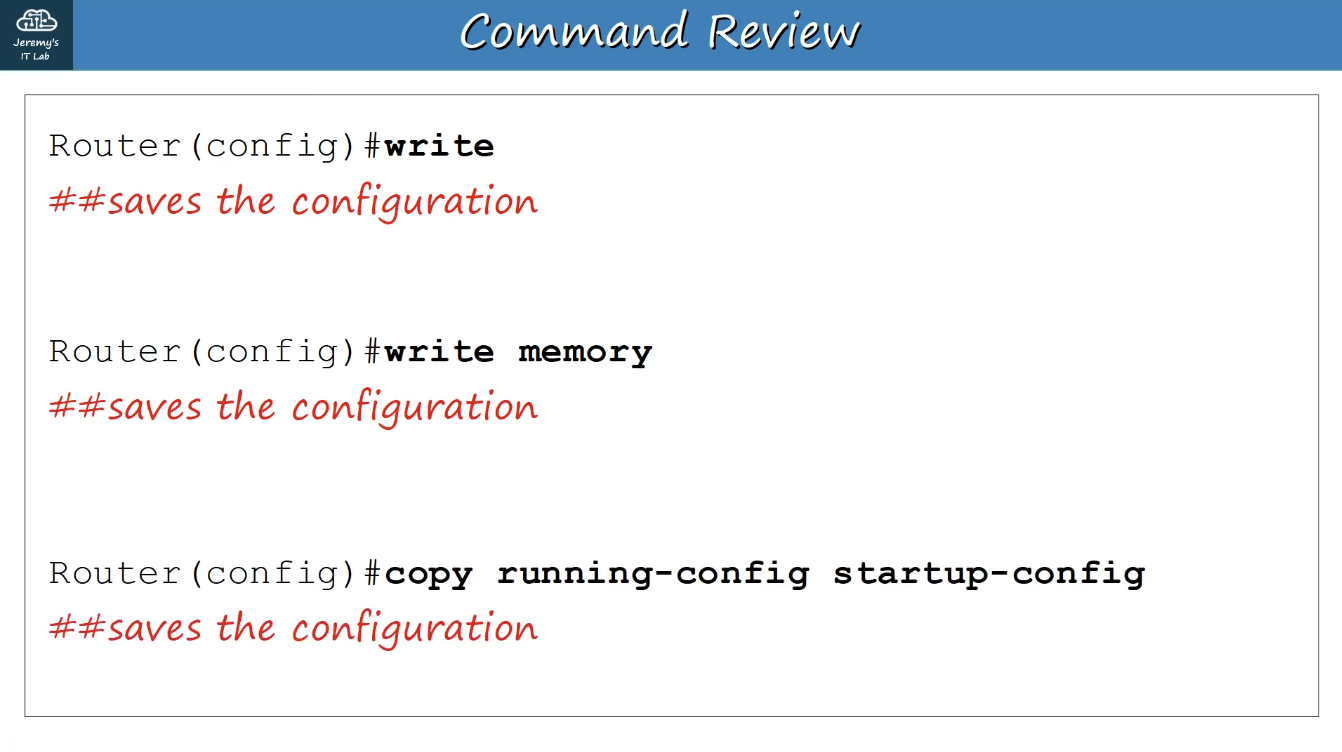 Jeremy's
IT Lab
Command Review
Router(config)#write
##saves the configuration
Router(config)#write memory
##saves the configuration
Router(config)#copy running-config startup-config
##saves the configuration